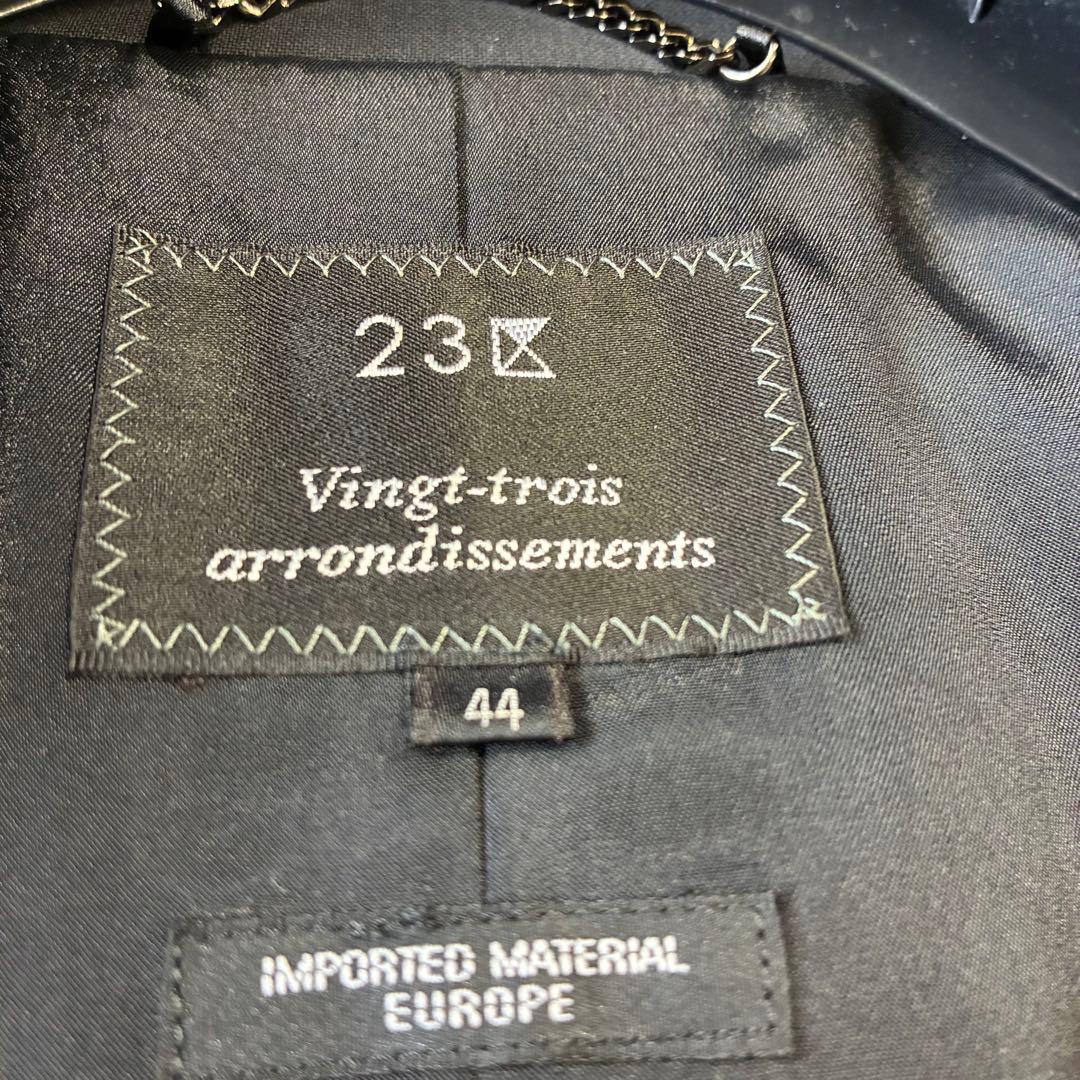 23区
Vingt-trois
arrondissements
44
IMPORTED MATERIAL
EUROPE